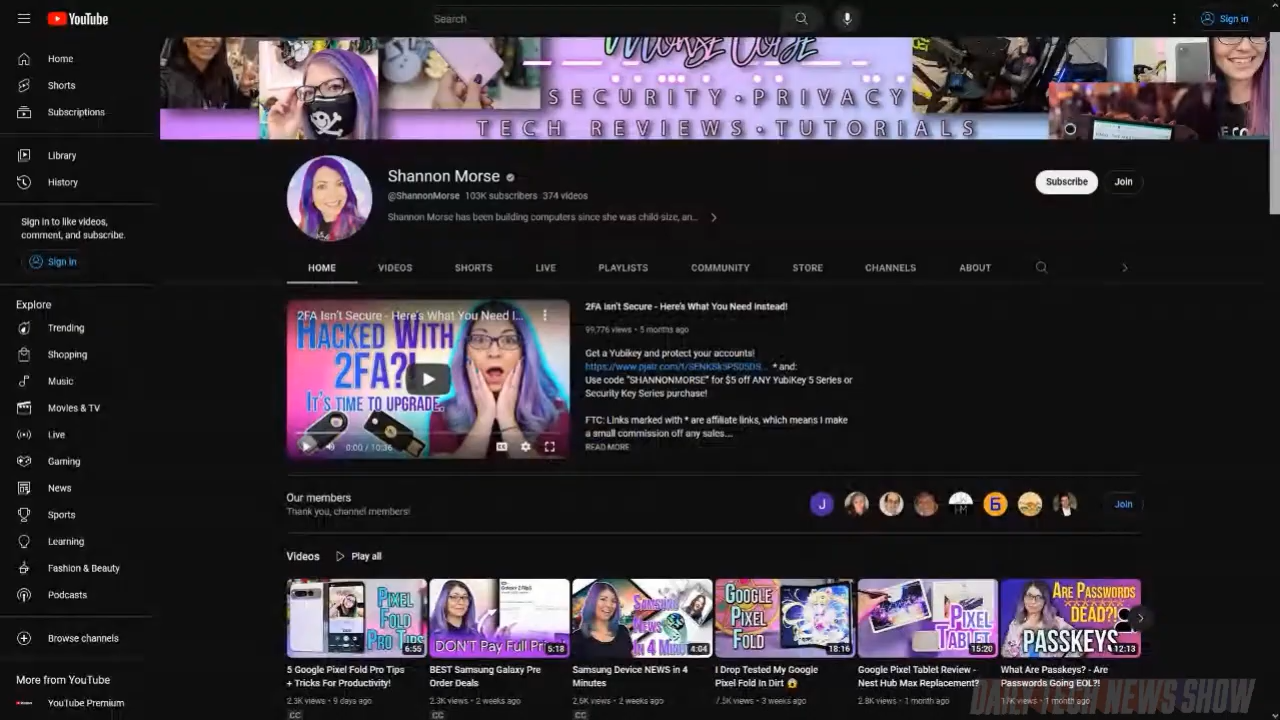 YouTube
Search
Sign in
Home
Shorts
Subscriptions
Library
History
Sign in to like videos,
comment, and subscribe.
Sign in
Explore
Trending
Shopping
Music
Movies & TV
Live
Gaming
News
Sports
Learning
Fashion & Beauty
Podcasts
Browse channels
More from YouTube
YouTube Premium
MORSE CODE
SECURITY · PRIVACY
TECH REVIEWS · TUTORIALS
Shannon Morse
@ShannonMorse 103K subscribers 374 videos
Shannon Morse has been building computers since she was child-size, an...
Subscribe
Join
HOME
VIDEOS
SHORTS
LIVE
PLAYLISTS
COMMUNITY
STORE
CHANNELS
ABOUT
2FA Isn't Secure - Here's What You Need I...
HACKED WITH
2FA?!
IT'S TIME TO UPGRADE.
0:00 / 10:36
2FA Isn't Secure - Here's What You Need Instead!
99,776 views • 5 months ago
Get a Yubikey and protect your accounts!
* and:
Use code "SHANNONMORSE" for $5 off ANY YubiKey 5 Series or
Security Key Series purchase!
FTC: Links marked with * are affiliate links, which means I make
a small commission off any sales...
READ MORE
Our members
Thank you, channel members!
J
6
Join
Videos
Play all
PIXEL
FOLD
PRO TIPS
6:55
DON'T Pay Full Pri
5:18
SAMSUNG
NEWS
IN 4 MINUT
4:04
GOOGLE
PIXEL
FOLD
18:16
PIXEL
TABLET
15:20
ARE PASSWORDS
DEAD?!
PASSKEYS
12:13
5 Google Pixel Fold Pro Tips
+ Tricks For Productivity!
2.3K views • 9 days ago
CC
BEST Samsung Galaxy Pre
Order Deals
2.3K views • 2 weeks ago
CC
Samsung Device NEWS in 4
Minutes
2.6K views • 2 weeks ago
CC
I Drop Tested My Google
Pixel Fold In Dirt
7.5K views • 3 weeks ago
Google Pixel Tablet Review -
Nest Hub Max Replacement?
2.8K views • 1 month ago
What Are Passkeys? - Are
Passwords Going EOL?!
17K views • 1 month ago
DAILY TECH NEWS SHOW